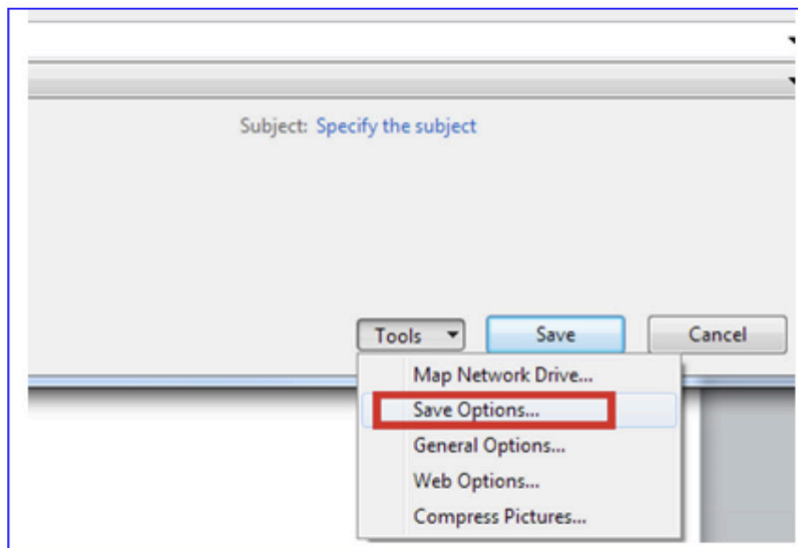 Subject: Specify the subject
Tools Save Cancel
Map Network Drive...
Save Options...
General Options...
Web Options...
Compress Pictures...